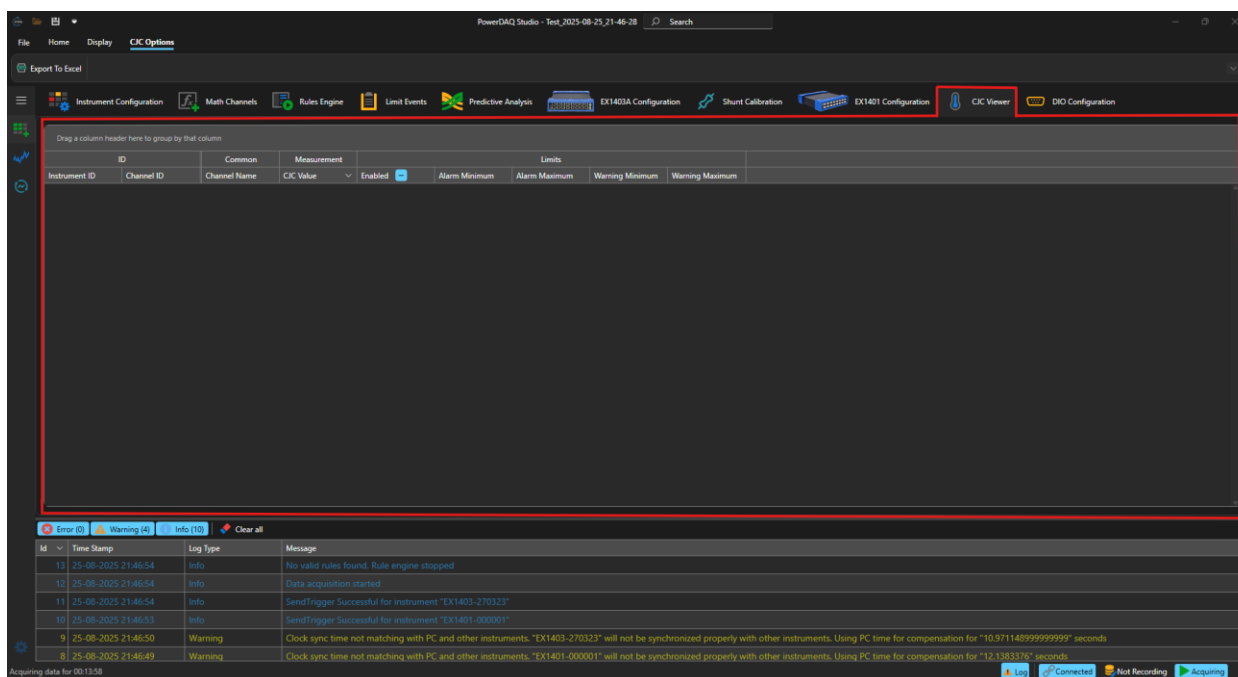 PowerDAQ Studio - Test_2025-08-25_21-46-28 Search
File Home Display CJC Options
Export To Excel
Instrument Configuration Math Channels Rules Engine Limit Events Predictive Analysis EX1403A Configuration Shunt Calibration EX1401 Configuration CJC Viewer DIO Configuration
Drag a column header here to group by that column
ID Common Measurement Limits
Instrument ID Channel ID Channel Name CJC Value Enabled Alarm Minimum Alarm Maximum Warning Minimum Warning Maximum
Error (0) Warning (4) Info (10) Clear all
Id Time Stamp Log Type Message
13 25-08-2025 21:46:54 Info No valid rules found. Rule engine stopped
12 25-08-2025 21:46:54 Info Data acquisition started
11 25-08-2025 21:46:54 Info SendTrigger Successful for instrument "EX1403-270323"
10 25-08-2025 21:46:53 Info SendTrigger Successful for instrument "EX1401-000001"
9 25-08-2025 21:46:50 Warning Clock sync time not matching with PC and other instruments. "EX1403-270323" will not be synchronized properly with other instruments. Using PC time for compensation for "10.971148999999999" seconds
8 25-08-2025 21:46:49 Warning Clock sync time not matching with PC and other instruments. "EX1401-000001" will not be synchronized properly with other instruments. Using PC time for compensation for "12.1383376" seconds
Acquiring data for 00:13:58 Log Connected Not Recording Acquiring